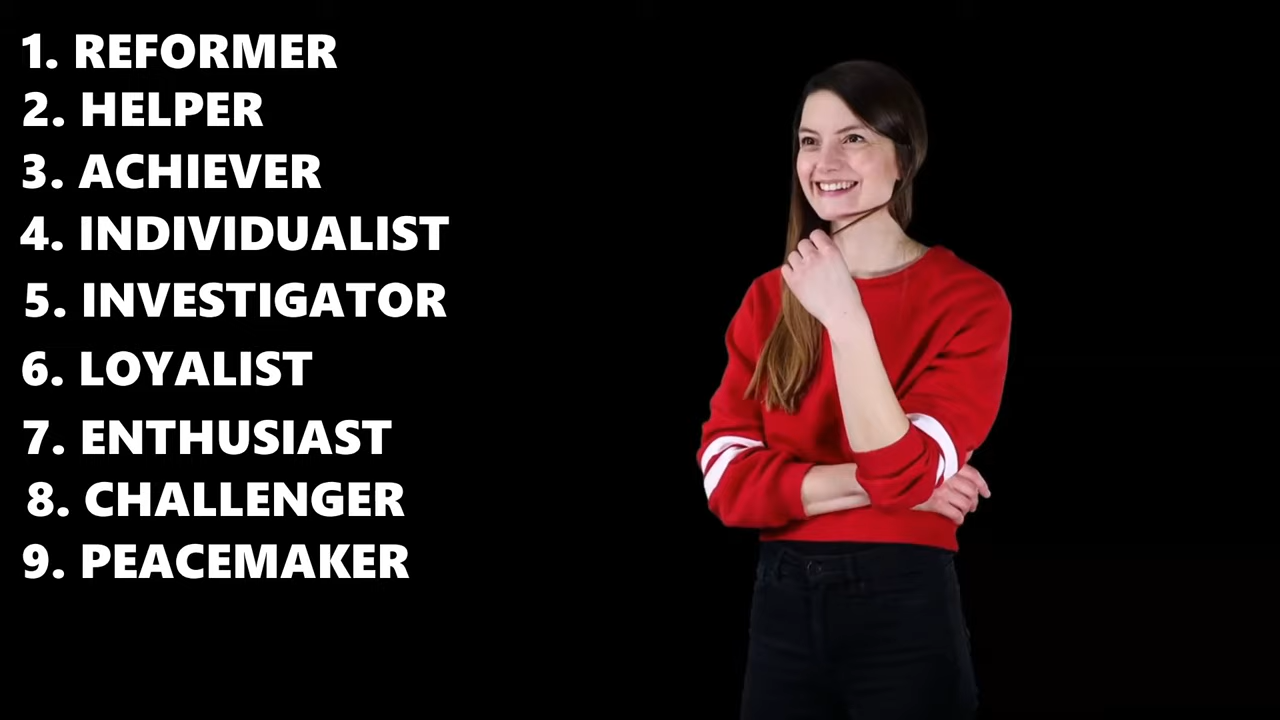 1. REFORMER
2. HELPER
3. ACHIEVER
4. INDIVIDUALIST
5. INVESTIGATOR
6. LOYALIST
7. ENTHUSIAST
8. CHALLENGER
9. PEACEMAKER